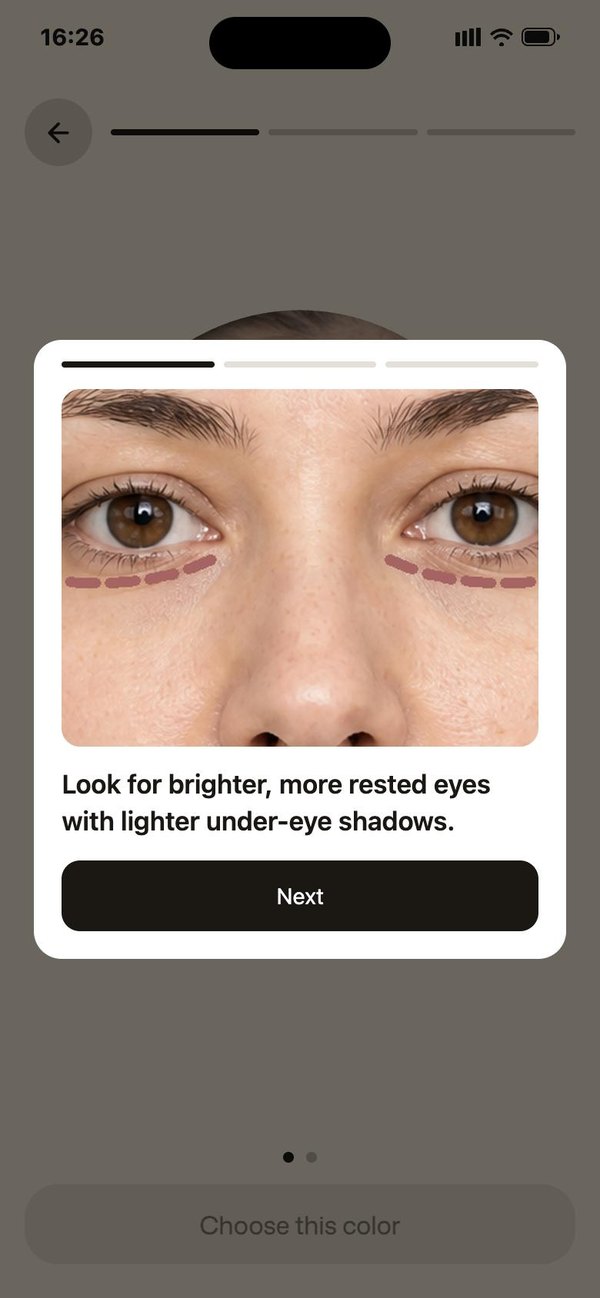 16:26
Look for brighter, more rested eyes
with lighter under-eye shadows.
Next
Choose this color